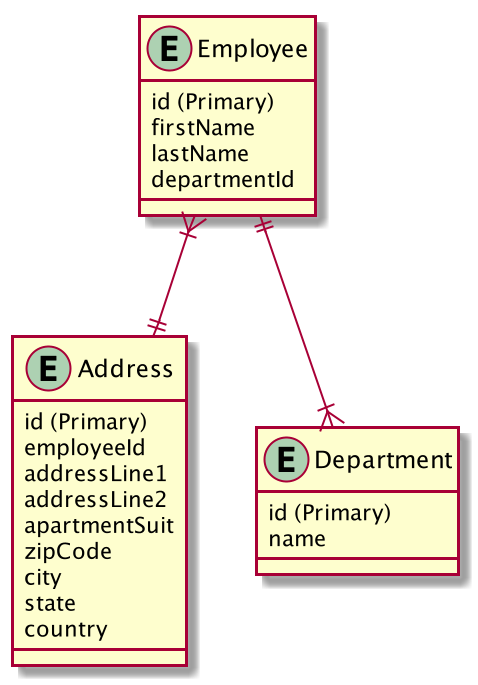 E Employee
id (Primary)
firstName
lastName
departmentId
E Address
id (Primary)
employeeId
addressLine1
addressLine2
apartmentSuit
zipCode
city
state
country
E Department
id (Primary)
name